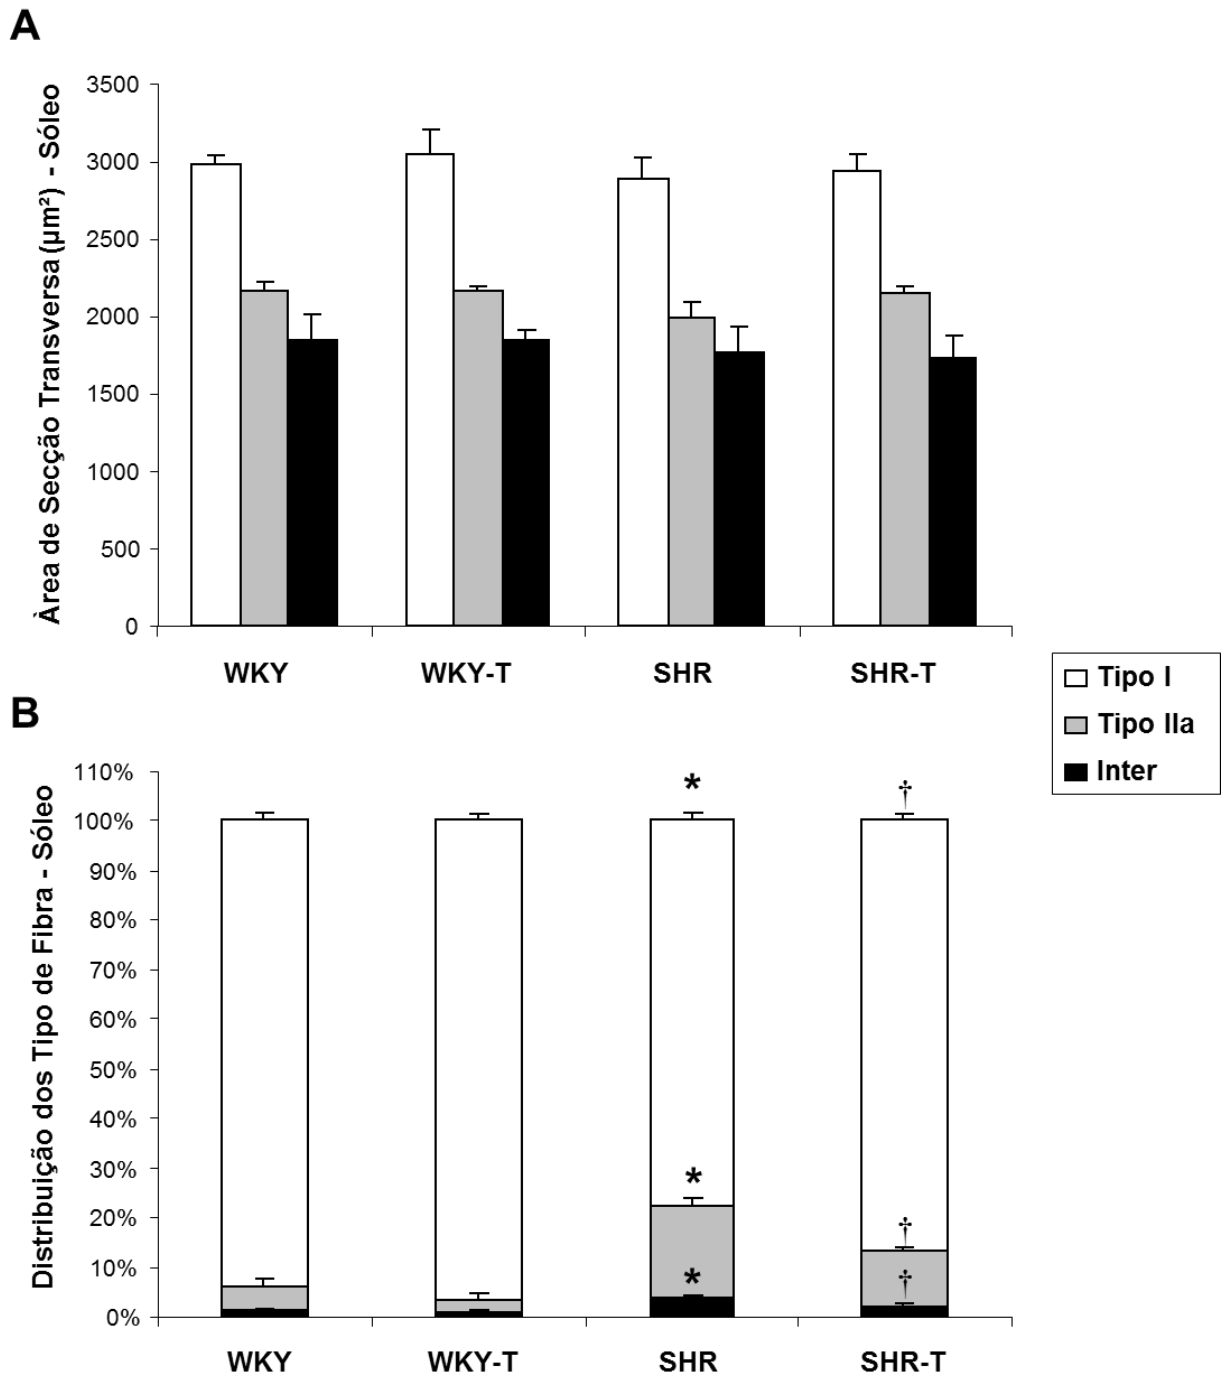 A
Àrea de Secção Transversa (µm²) - Sóleo
3500
3000
2500
2000
1500
1000
500
0
WKY WKY-T SHR SHR-T
Tipo I
Tipo IIa
Inter
B
Distribuição dos Tipo de Fibra - Sóleo
110%
100%
90%
80%
70%
60%
50%
40%
30%
20%
10%
0%
* †
* †
* †
WKY WKY-T SHR SHR-T